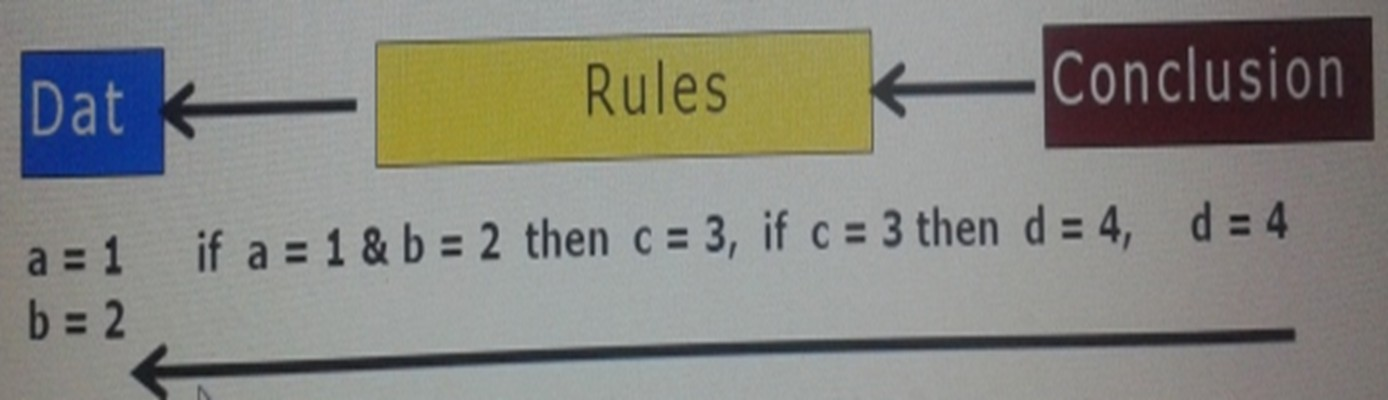 Dat Rules Conclusion
a = 1 if a = 1 & b = 2 then c = 3, if c = 3 then d = 4, d = 4
b = 2